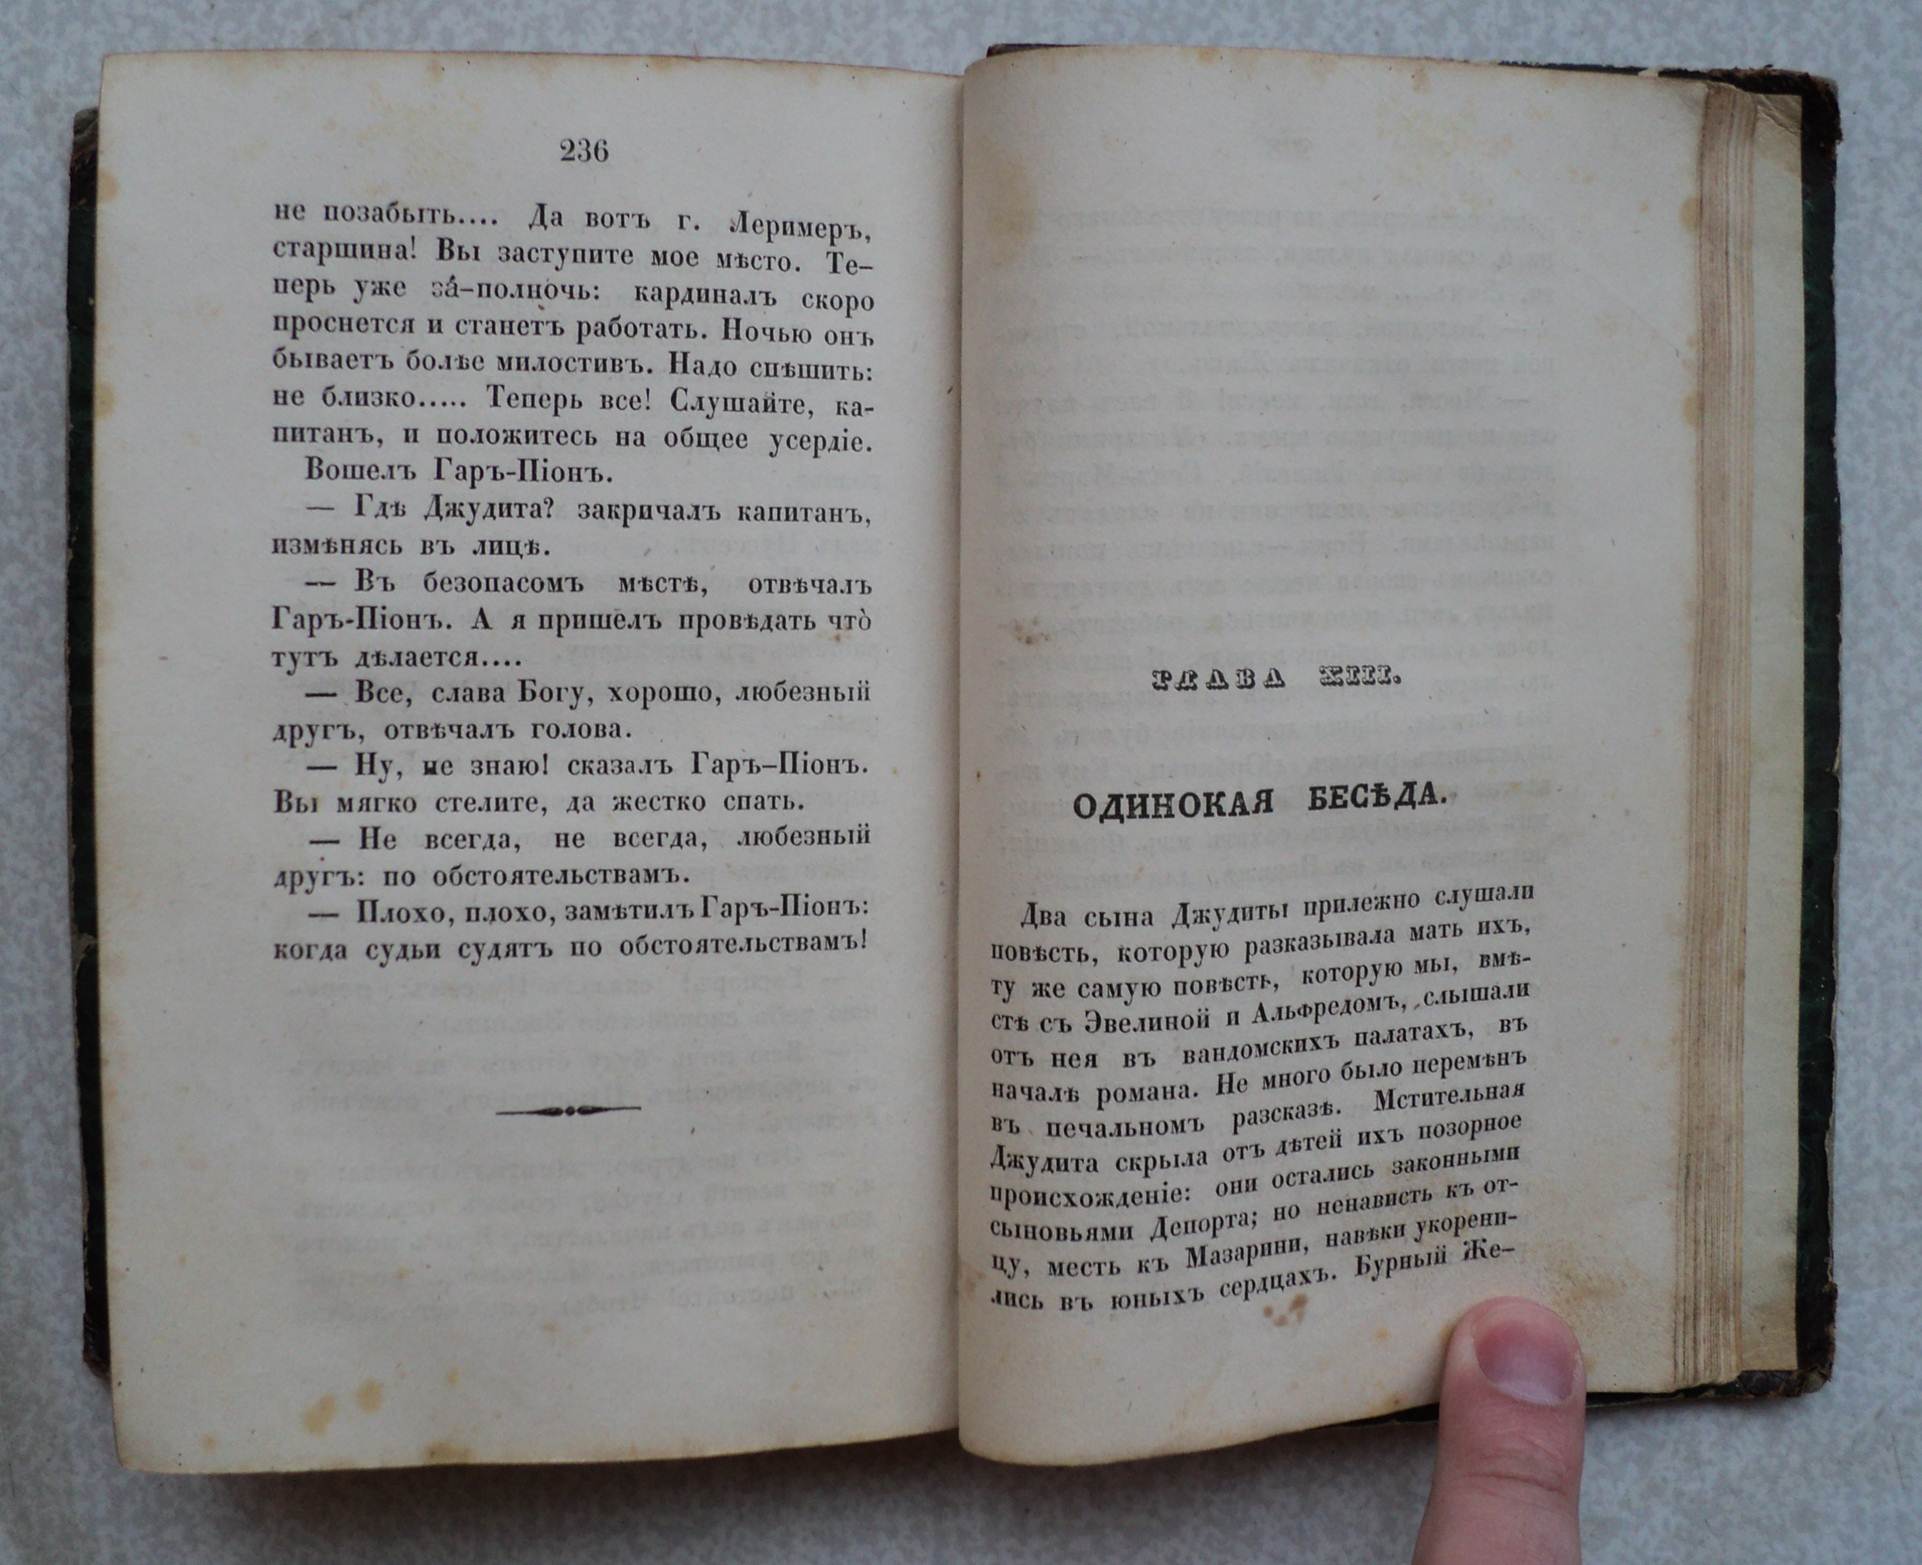 236
не позабыть.... Да вотъ г. Леримеръ,
старшина! Вы заступите мое мѣсто. Те-
перь уже за́-полночь: кардиналъ скоро
проснется и станетъ работать. Ночью онъ
бываетъ болѣе милостивъ. Надо спѣшить:
не близко..... Теперь все! Слушайте, ка-
питанъ, и положитесь на общее усердіе.
Вошелъ Гаръ-Піонъ.
— Гдѣ Джудита? закричалъ капитанъ,
измѣнясь въ лицѣ.
— Въ безопасомъ мѣстѣ, отвѣчалъ
Гаръ-Піонъ. А я пришелъ провѣдать что̀
тутъ дѣлается....
— Все, слава Богу, хорошо, любезный
другъ, отвѣчалъ голова.
— Ну, не знаю! сказалъ Гаръ-Піонъ.
Вы мягко стелите, да жестко спать.
— Не всегда, не всегда, любезный
другъ: по обстоятельствамъ.
— Плохо, плохо, замѣтилъ Гаръ-Піонъ:
когда судьи судятъ по обстоятельствамъ!
ГЛАВА XIII.
ОДИНОКАЯ БЕСѢДА.
Два сына Джудиты прилежно слушали
повѣсть, которую разказывала мать ихъ,
ту же самую повѣсть, которую мы, вмѣ-
стѣ съ Эвелиной и Альфредомъ, слышали
отъ нея въ вандомскихъ палатахъ, въ
началѣ романа. Не много было перемѣнъ
въ печальномъ разсказѣ. Мстительная
Джудита скрыла отъ дѣтей ихъ позорное
происхожденіе: они остались законными
сыновьями Депорта; но ненависть къ от-
цу, месть къ Мазарини, навѣки укорени-
лись въ юныхъ сердцахъ. Бурный Же-